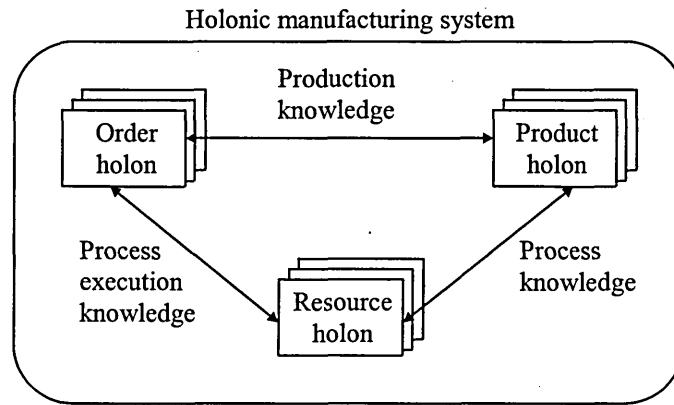 Holonic manufacturing system
Production
knowledge
Order
holon
Product
holon
Process
execution
knowledge
Process
knowledge
Resource
holon